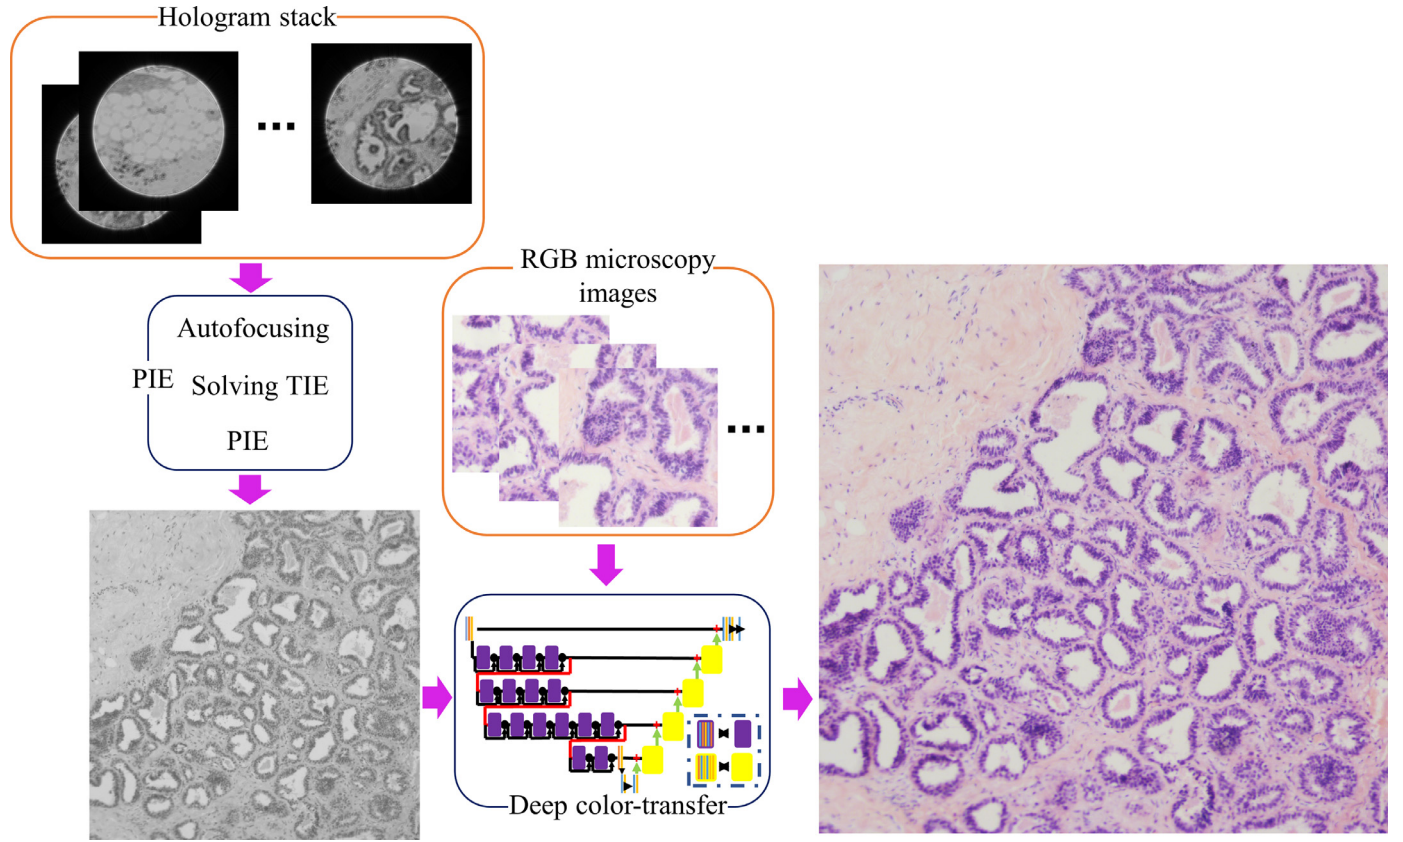 Hologram stack
Autofocusing
PIE
Solving TIE
PIE
RGB microscopy
images
Deep color-transfer